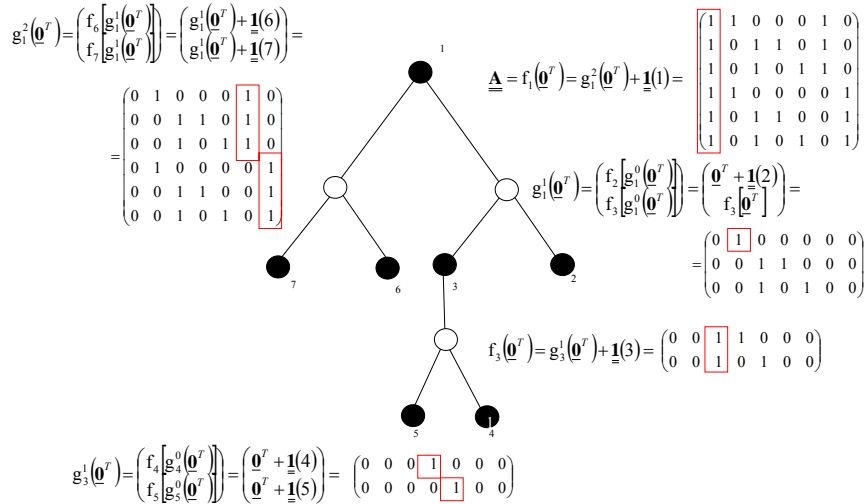 g₁²(0ᵀ) = (f₆[g₁¹(0ᵀ)]) = (g₁¹(0ᵀ) + 1(6)) =
(f₇[g₁¹(0ᵀ)]) (g₁¹(0ᵀ) + 1(7))
0 1 0 0 0 1 0
0 0 1 1 0 1 0
0 0 1 0 1 1 0
= 0 1 0 0 0 0 1
0 0 1 1 0 0 1
0 0 1 0 1 0 1
1
A = f₁(0ᵀ) = g₁²(0ᵀ) + 1(1) =
1 1 0 0 0 1 0
1 0 1 1 0 1 0
1 0 1 0 1 1 0
1 1 0 0 0 0 1
1 0 1 1 0 0 1
1 0 1 0 1 0 1
g₁¹(0ᵀ) = (f₂[g₁⁰(0ᵀ)]) = (0ᵀ + 1(2)) =
(f₃[g₁⁰(0ᵀ)]) (f₃[0ᵀ])
0 1 0 0 0 0 0
= 0 0 1 1 0 0 0
0 0 1 0 1 0 0
7
6
3
2
f₃(0ᵀ) = g₃¹(0ᵀ) + 1(3) =
0 0 1 1 0 0 0
0 0 1 0 1 0 0
5
4
g₃¹(0ᵀ) = (f₄[g₄⁰(0ᵀ)]) = (0ᵀ + 1(4)) =
(f₅[g₅⁰(0ᵀ)]) (0ᵀ + 1(5))
0 0 0 1 0 0 0
0 0 0 0 1 0 0